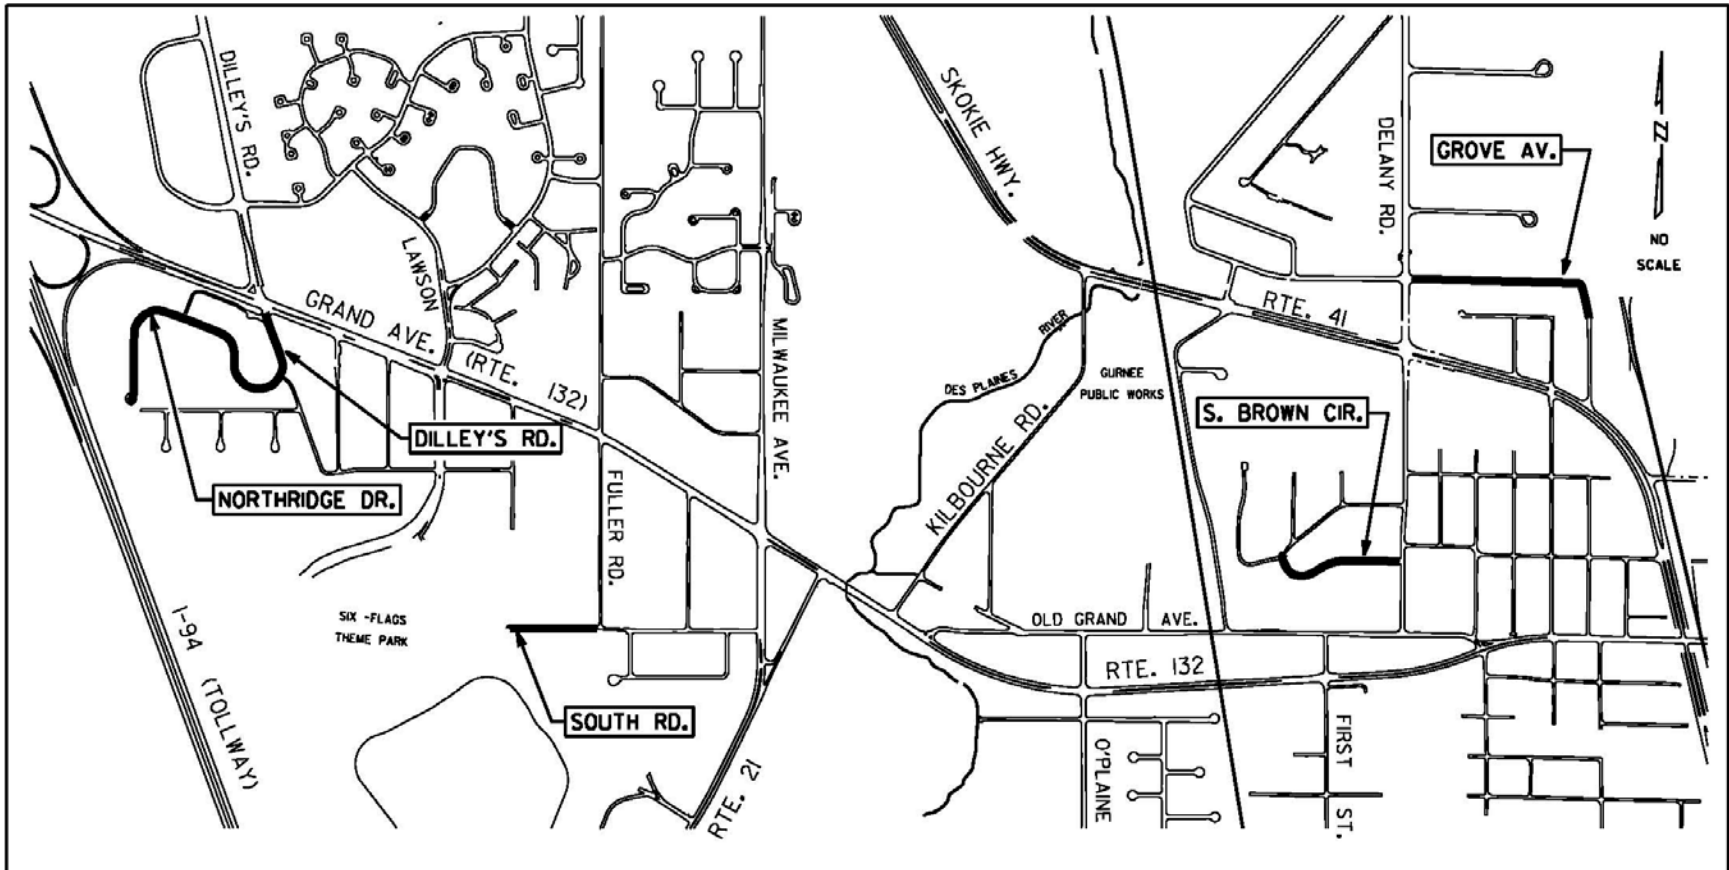 DILLEY'S RD.
SKOKIE HWY.
DELANY RD.
GROVE AV.
NO
SCALE
LAWSON
GRAND AVE.
(RTE. 132)
MILWAUKEE AVE.
RTE. 41
RIVER
DES PLAINES
GURNEE
PUBLIC WORKS
KILBOURNE RD.
S. BROWN CIR.
DILLEY'S RD.
NORTHRIDGE DR.
FULLER RD.
I-94 (TOLLWAY)
SIX -FLAGS
THEME PARK
OLD GRAND AVE.
RTE. 132
SOUTH RD.
RTE. 21
O'PLAINE
FIRST ST.